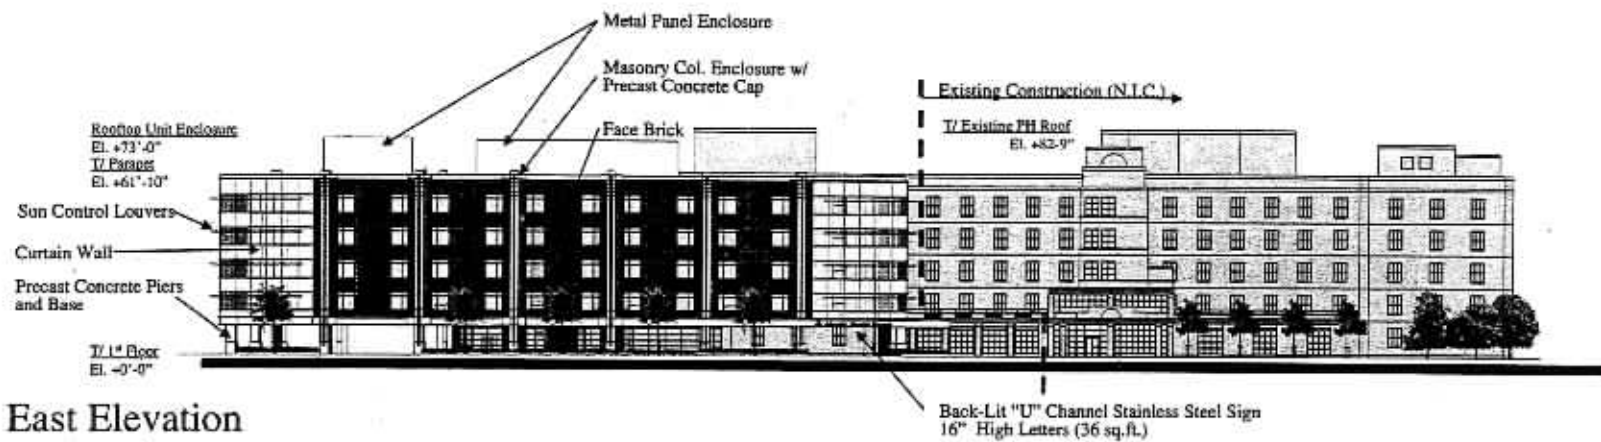 Metal Panel Enclosure
Masonry Col. Enclosure w/
Precast Concrete Cap
Existing Construction (N.I.C.)
Rooftop Unit Enclosure
El. +73'-0"
T/ Parapet
El. +61'-10"
Face Brick
T/ Existing PH Roof
El. +82-9"
Sun Control Louvers
Curtain Wall
Precast Concrete Piers
and Base
T/ 1st Floor
El. +0'-0"
East Elevation
Back-Lit "U" Channel Stainless Steel Sign
16" High Letters (36 sq.ft.)